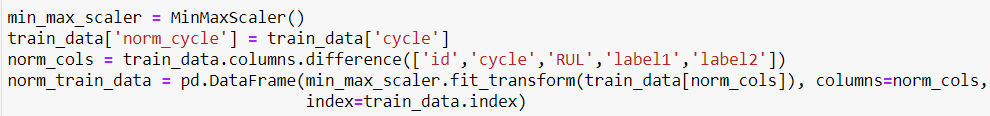 min_max_scaler = MinMaxScaler()
train_data['norm_cycle'] = train_data['cycle']
norm_cols = train_data.columns.difference(['id','cycle','RUL','label1','label2'])
norm_train_data = pd.DataFrame(min_max_scaler.fit_transform(train_data[norm_cols]), columns=norm_cols,
                               index=train_data.index)